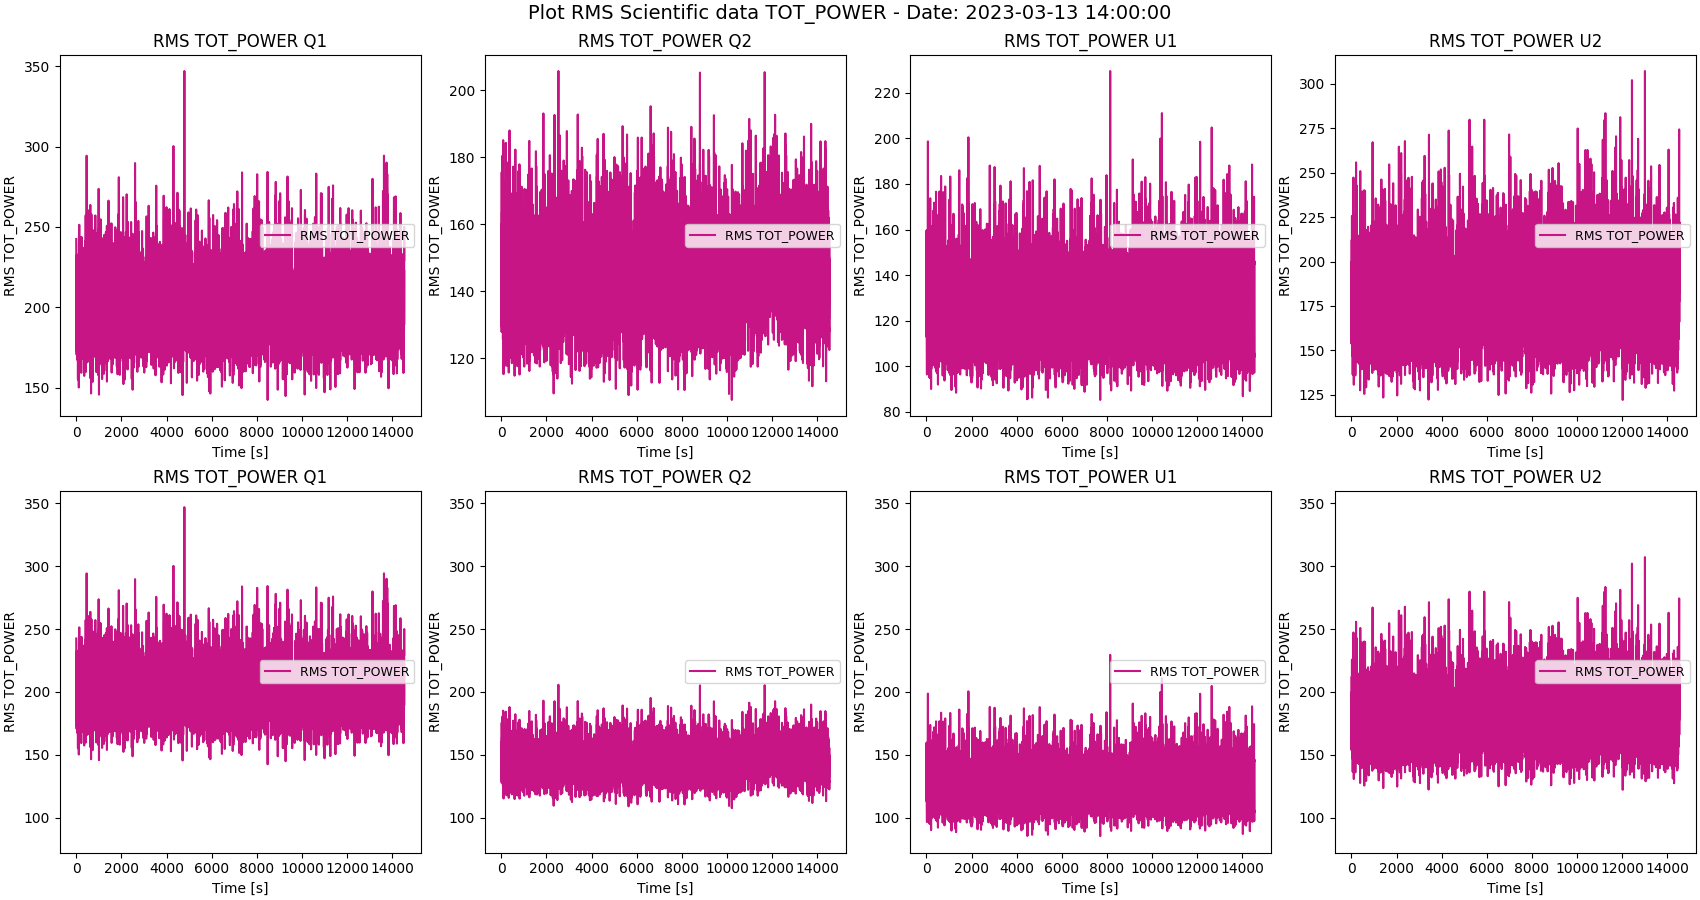 Plot RMS Scientific data TOT_POWER - Date: 2023-03-13 14:00:00
RMS TOT_POWER Q1
RMS TOT_POWER
350
300
250
200
150
RMS TOT_POWER
0 2000 4000 6000 8000 10000 12000 14000
Time [s]
RMS TOT_POWER Q2
RMS TOT_POWER
200
180
160
140
120
RMS TOT_POWER
0 2000 4000 6000 8000 10000 12000 14000
Time [s]
RMS TOT_POWER U1
RMS TOT_POWER
220
200
180
160
140
120
100
80
RMS TOT_POWER
0 2000 4000 6000 8000 10000 12000 14000
Time [s]
RMS TOT_POWER U2
RMS TOT_POWER
300
275
250
225
200
175
150
125
RMS TOT_POWER
0 2000 4000 6000 8000 10000 12000 14000
Time [s]
RMS TOT_POWER Q1
RMS TOT_POWER
350
300
250
200
150
100
RMS TOT_POWER
0 2000 4000 6000 8000 10000 12000 14000
Time [s]
RMS TOT_POWER Q2
RMS TOT_POWER
350
300
250
200
150
100
RMS TOT_POWER
0 2000 4000 6000 8000 10000 12000 14000
Time [s]
RMS TOT_POWER U1
RMS TOT_POWER
350
300
250
200
150
100
RMS TOT_POWER
0 2000 4000 6000 8000 10000 12000 14000
Time [s]
RMS TOT_POWER U2
RMS TOT_POWER
350
300
250
200
150
100
RMS TOT_POWER
0 2000 4000 6000 8000 10000 12000 14000
Time [s]